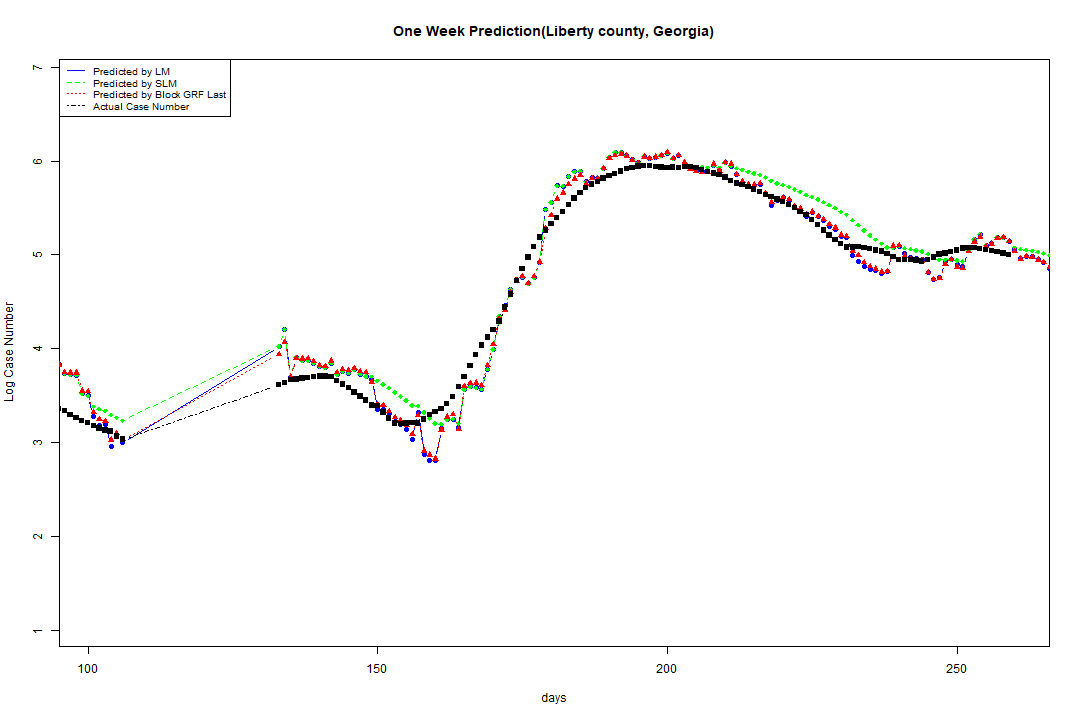 One Week Prediction(Liberty county, Georgia)
Predicted by LM
Predicted by SLM
Predicted by Block GRF Last
Actual Case Number
7
6
5
4
3
2
1
Log Case Number
100 150 200 250
days